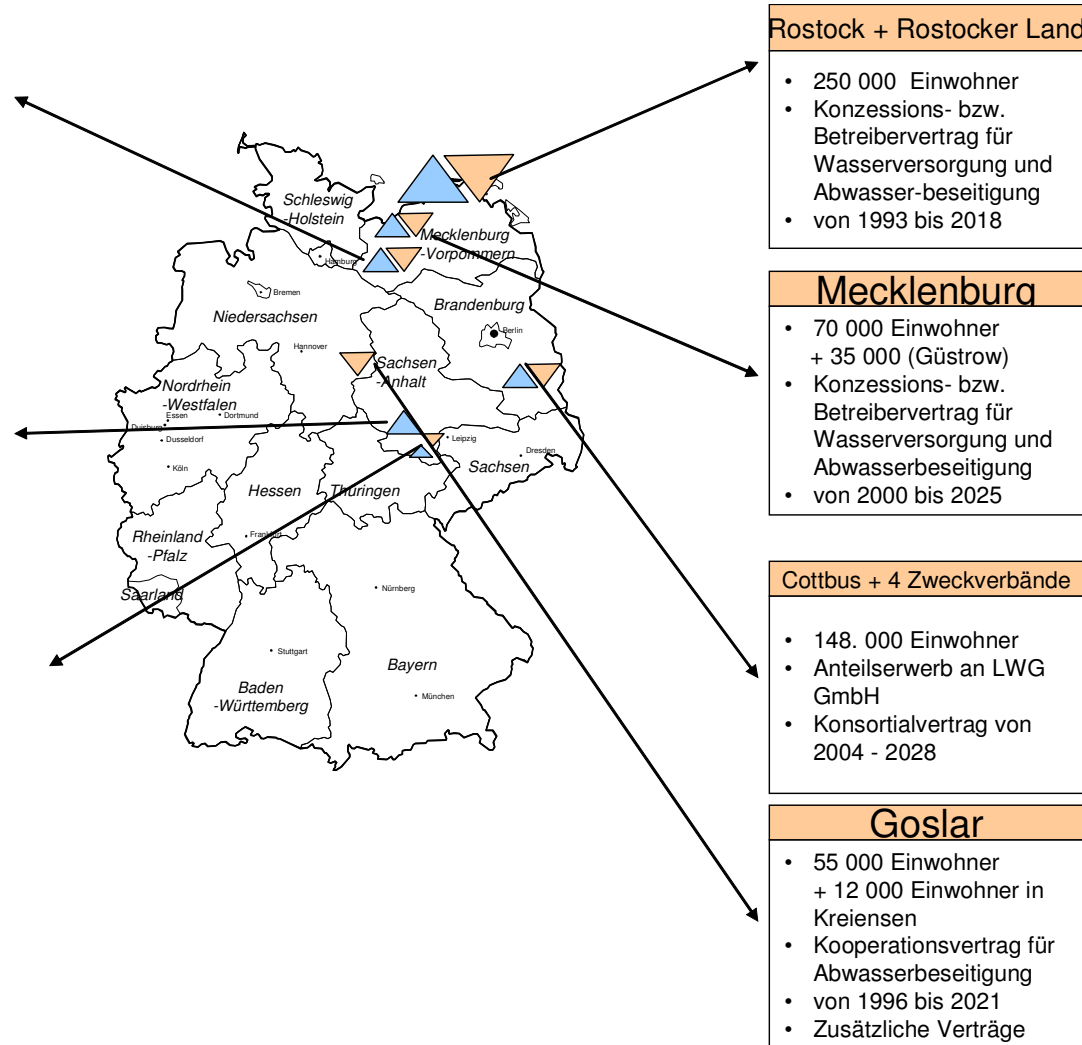 Rostock + Rostocker Land
• 250 000 Einwohner
• Konzessions- bzw.
Betreibervertrag für
Wasserversorgung und
Abwasser-beseitigung
• von 1993 bis 2018
Mecklenburg
• 70 000 Einwohner
+ 35 000 (Güstrow)
• Konzessions- bzw.
Betreibervertrag für
Wasserversorgung und
Abwasserbeseitigung
• von 2000 bis 2025
Cottbus + 4 Zweckverbände
• 148. 000 Einwohner
• Anteilserwerb an LWG
GmbH
• Konsortialvertrag von
2004 - 2028
Goslar
• 55 000 Einwohner
+ 12 000 Einwohner in
Kreiensen
• Kooperationsvertrag für
Abwasserbeseitigung
• von 1996 bis 2021
• Zusätzliche Verträge
Schleswig
-Holstein
Mecklenburg
-Vorpommern
Hamburg
Bremen
Niedersachsen
Brandenburg
Berlin
Hannover
Sachsen
-Anhalt
Nordrhein
-Westfalen
Essen
Dortmund
Duisburg
Dusseldorf
Köln
Leipzig
Dresden
Sachsen
Hessen
Thüringen
Rheinland
-Pfalz
Frankfurt
Saarland
Nürnberg
Stuttgart
Bayern
Baden
-Württemberg
München